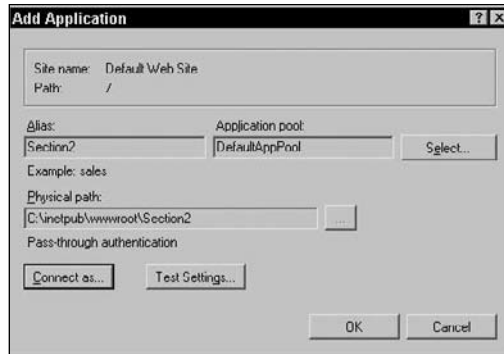 Add Application
? X
Site name: Default Web Site
Path: /
Alias: Application pool:
Section2 DefaultAppPool Select...
Example: sales
Physical path:
C:\inetpub\wwwroot\Section2 ...
Pass-through authentication
Connect as... Test Settings...
OK Cancel